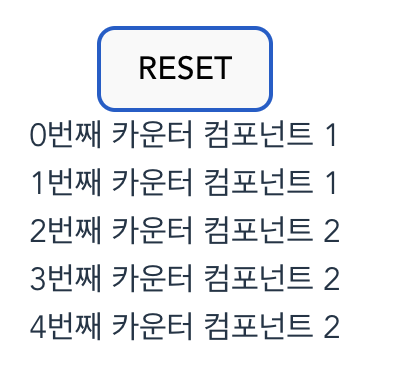 RESET
0번째 카운터 컴포넌트 1
1번째 카운터 컴포넌트 1
2번째 카운터 컴포넌트 2
3번째 카운터 컴포넌트 2
4번째 카운터 컴포넌트 2